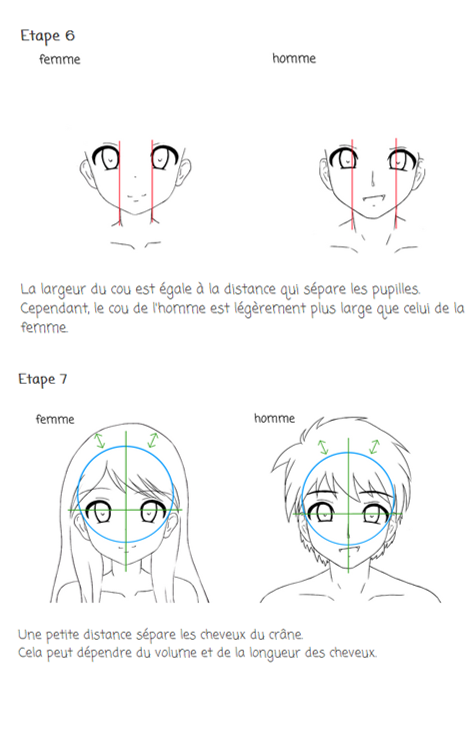 Etape 6
femme
homme
La largeur du cou est égale à la distance qui sépare les pupilles.
Cependant, le cou de l'homme est légèrement plus large que celui de la
femme.
Etape 7
femme
homme
Une petite distance sépare les cheveux du crâne.
Cela peut dépendre du volume et de la longueur des cheveux.